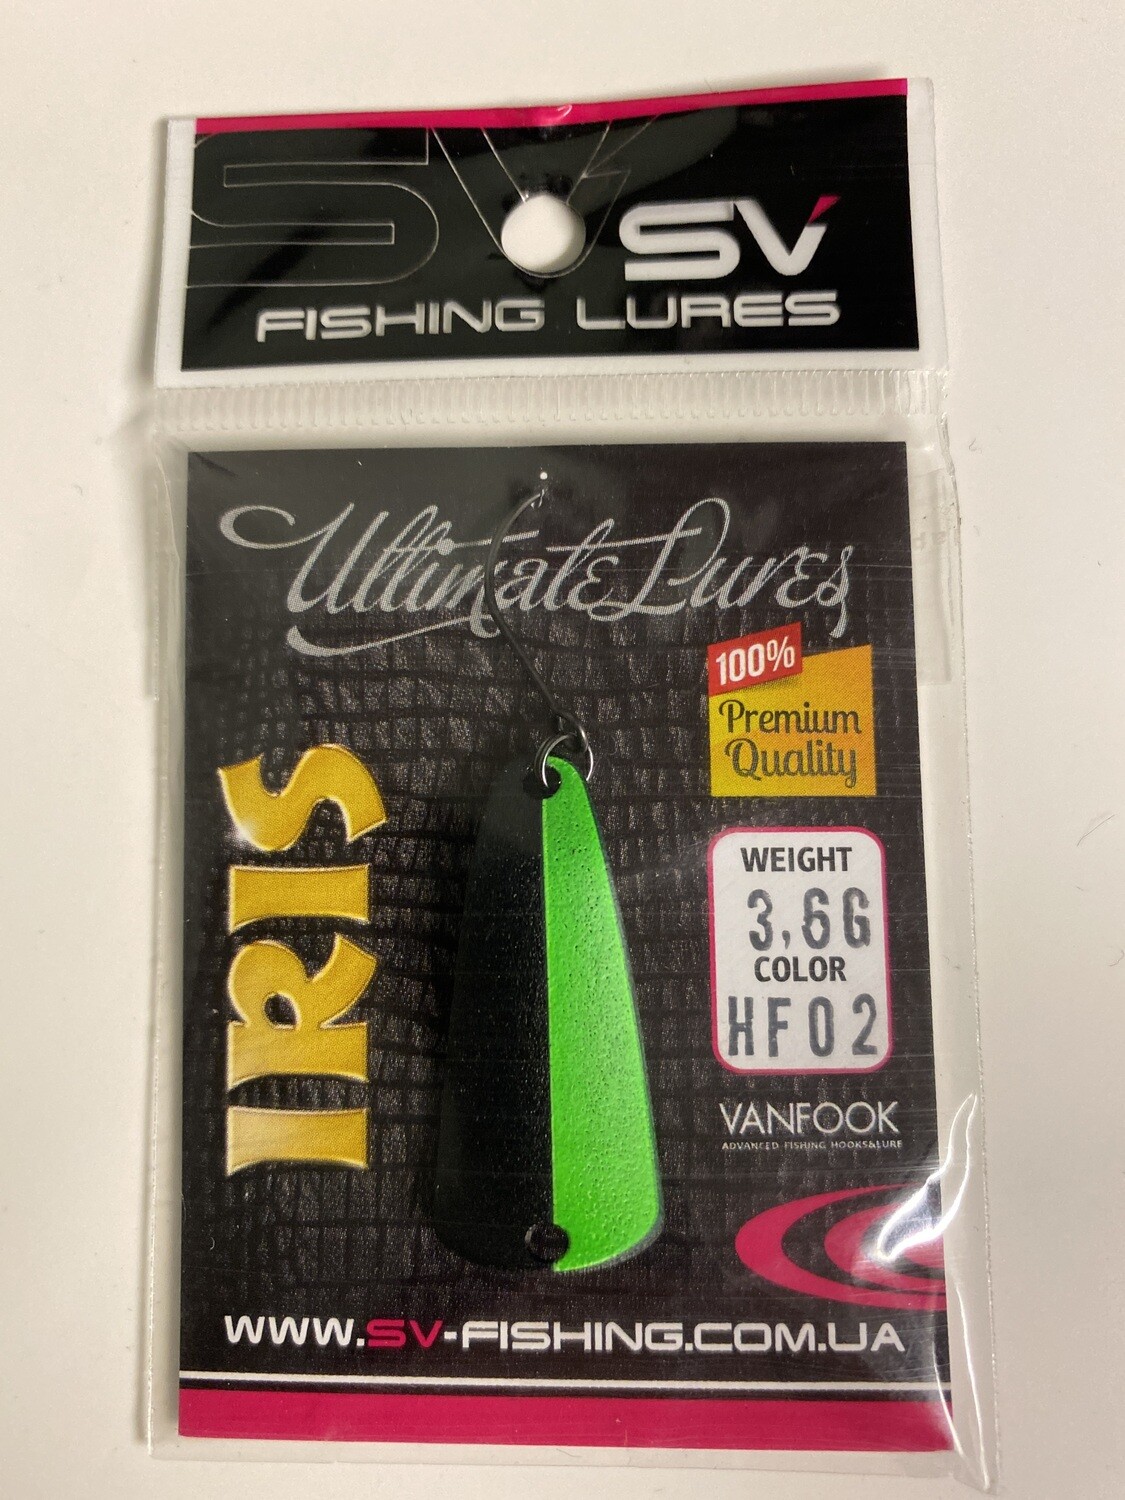 SV
SV
FISHING LURES
Ultimate Lures
100%
Premium
Quality
IRIS
WEIGHT
3,6G
COLOR
HF02
VANFOOK
ADVANCED FISHING HOOKS&LURE
WWW.SV-FISHING.COM.UA